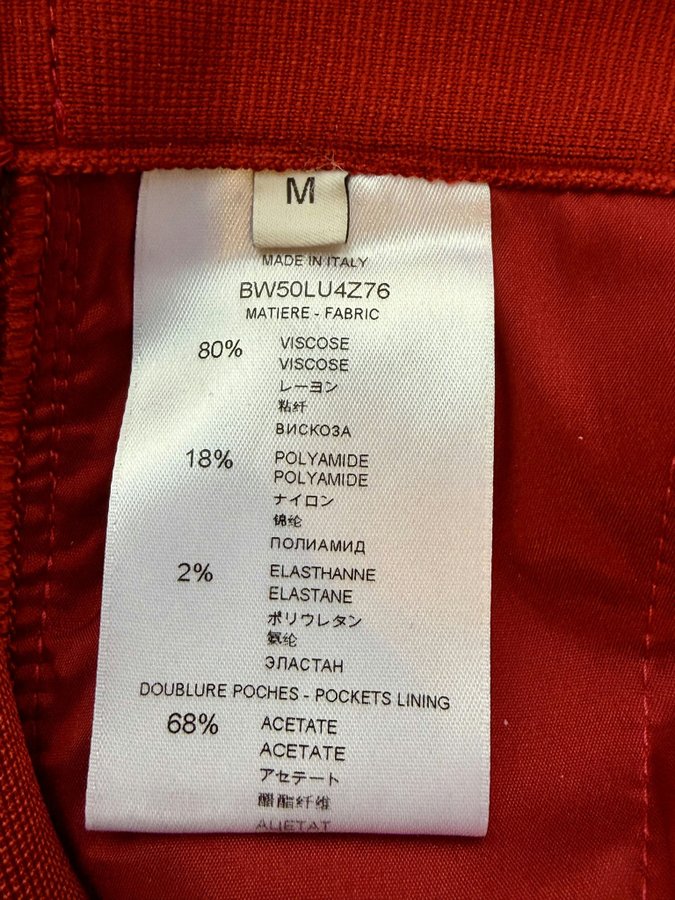 M
MADE IN ITALY
BW50LU4Z76
MATIERE - FABRIC
80% VISCOSE
VISCOSE
レーヨン
粘纤
ВИСКОЗА
18% POLYAMIDE
POLYAMIDE
ナイロン
锦纶
ПОЛИАМИД
2% ELASTHANNE
ELASTANE
ポリウレタン
氨纶
ЭЛАСТАН
DOUBLURE POCHES - POCKETS LINING
68% ACETATE
ACETATE
アセテート
醋酯纤维
АЦЕТАТ